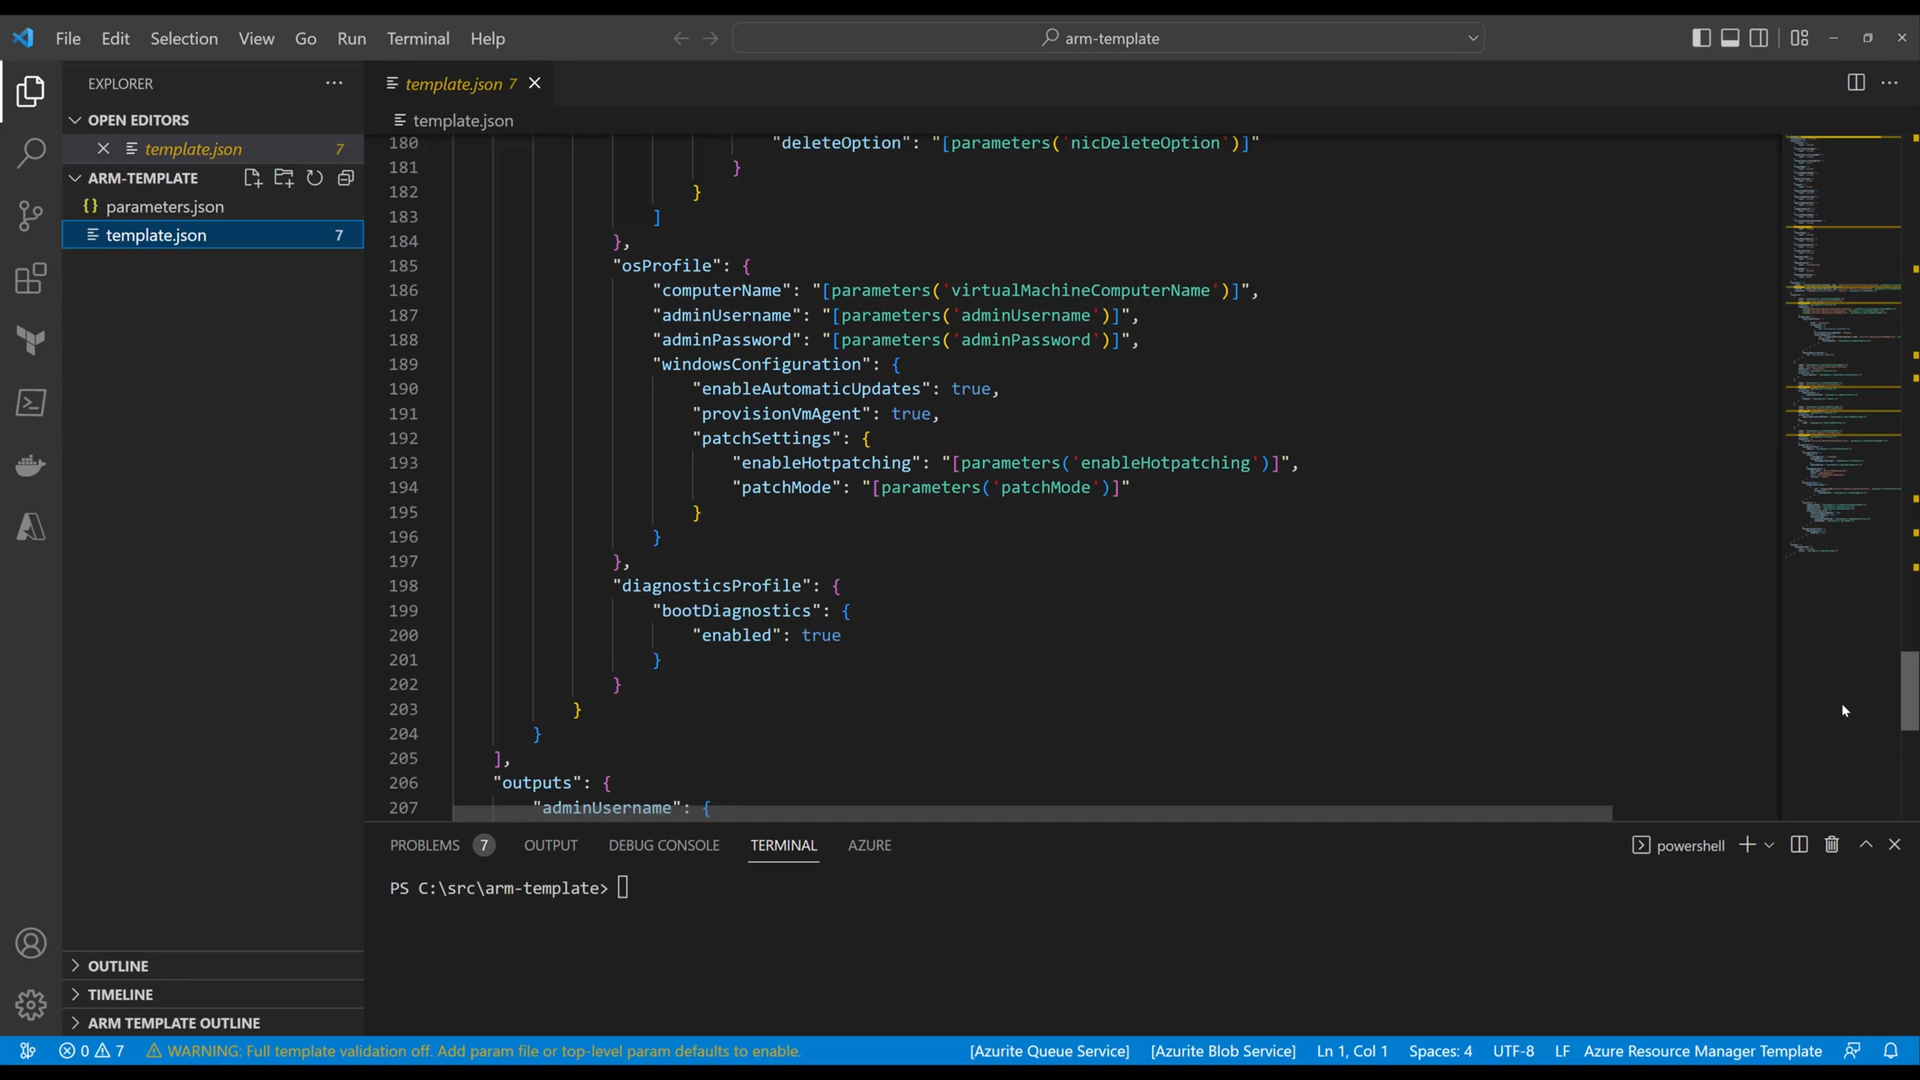 File Edit Selection View Go Run Terminal Help
arm-template
EXPLORER
OPEN EDITORS
template.json 7
ARM-TEMPLATE
parameters.json
template.json 7
OUTLINE
TIMELINE
ARM TEMPLATE OUTLINE
template.json 7
template.json
180 "deleteOption": "[parameters('nicDeleteOption')]"
181 }
182 }
183 ]
184 },
185 "osProfile": {
186 "computerName": "[parameters('virtualMachineComputerName')]",
187 "adminUsername": "[parameters('adminUsername')]",
188 "adminPassword": "[parameters('adminPassword')]",
189 "windowsConfiguration": {
190 "enableAutomaticUpdates": true,
191 "provisionVmAgent": true,
192 "patchSettings": {
193 "enableHotpatching": "[parameters('enableHotpatching')]",
194 "patchMode": "[parameters('patchMode')]"
195 }
196 }
197 },
198 "diagnosticsProfile": {
199 "bootDiagnostics": {
200 "enabled": true
201 }
202 }
203 }
204 }
205 ],
206 "outputs": {
207 "adminUsername": {
PROBLEMS 7 OUTPUT DEBUG CONSOLE TERMINAL AZURE
powershell
PS C:\src\arm-template>
0 7 WARNING: Full template validation off. Add param file or top-level param defaults to enable. [Azurite Queue Service] [Azurite Blob Service] Ln 1, Col 1 Spaces: 4 UTF-8 LF Azure Resource Manager Template